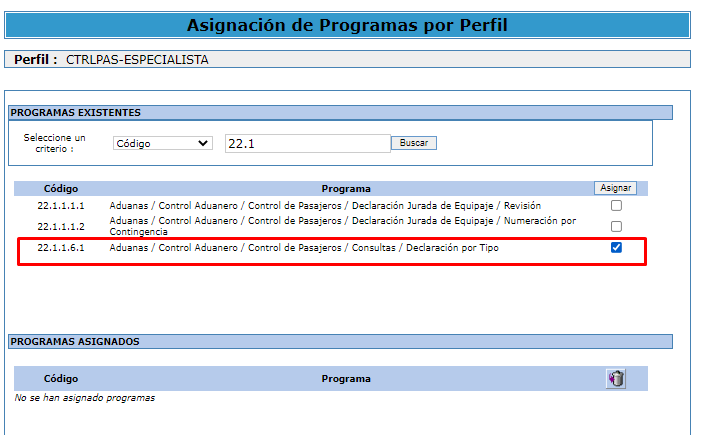 Asignación de Programas por Perfil
Perfil : CTRLPAS-ESPECIALISTA
PROGRAMAS EXISTENTES
Seleccione un
criterio :
Código
22.1
Buscar
Código Programa Asignar
22.1.1.1.1 Aduanas / Control Aduanero / Control de Pasajeros / Declaración Jurada de Equipaje / Revisión
22.1.1.1.2 Aduanas / Control Aduanero / Control de Pasajeros / Declaración Jurada de Equipaje / Numeración por
Contingencia
22.1.1.6.1 Aduanas / Control Aduanero / Control de Pasajeros / Consultas / Declaración por Tipo
PROGRAMAS ASIGNADOS
Código Programa
No se han asignado programas